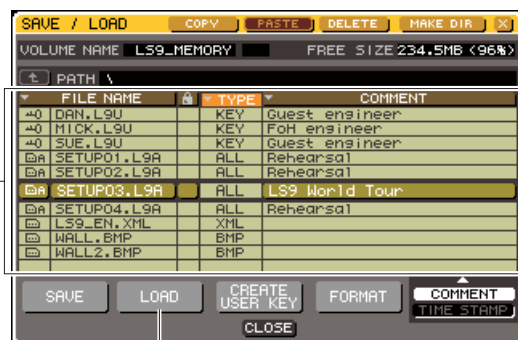 SAVE / LOAD COPY PASTE DELETE MAKE DIR X
VOLUME NAME LS9_MEMORY FREE SIZE 234.5MB (96%)
PATH \
FILE NAME TYPE COMMENT
DAN.L9U KEY Guest engineer
MICK.L9U KEY FoH engineer
SUE.L9U KEY Guest engineer
A SETUP01.L9A ALL Rehearsal
A SETUP02.L9A ALL Rehearsal
A SETUP03.L9A ALL LS9 World Tour
A SETUP04.L9A ALL Rehearsal
LS9_EN.XML XML
WALL.BMP BMP
WALL2.BMP BMP
SAVE LOAD CREATE USER KEY FORMAT COMMENT
TIME STAMP
CLOSE